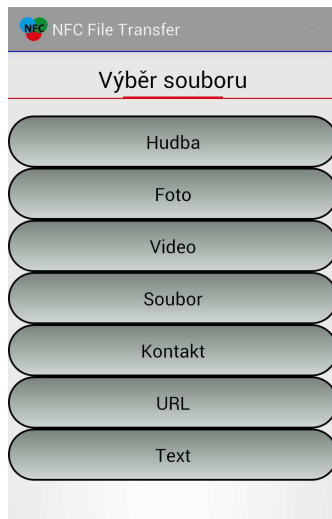 NFC NFC File Transfer
Výběr souboru
Hudba
Foto
Video
Soubor
Kontakt
URL
Text